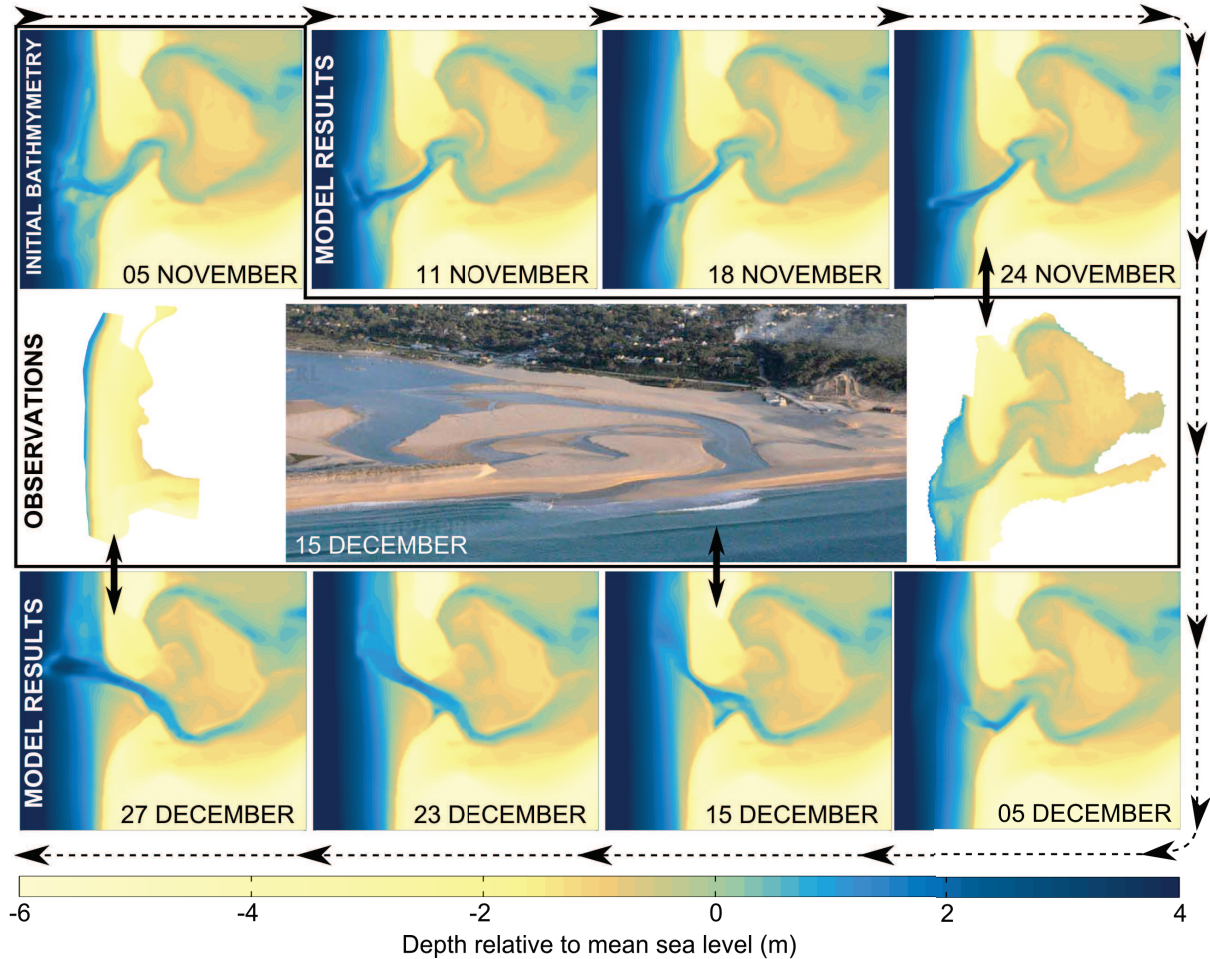 INITIAL BATHMYMETRY
05 NOVEMBER
MODEL RESULTS
11 NOVEMBER
18 NOVEMBER
24 NOVEMBER
OBSERVATIONS
15 DECEMBER
MODEL RESULTS
27 DECEMBER
23 DECEMBER
15 DECEMBER
05 DECEMBER
-6 -4 -2 0 2 4
Depth relative to mean sea level (m)